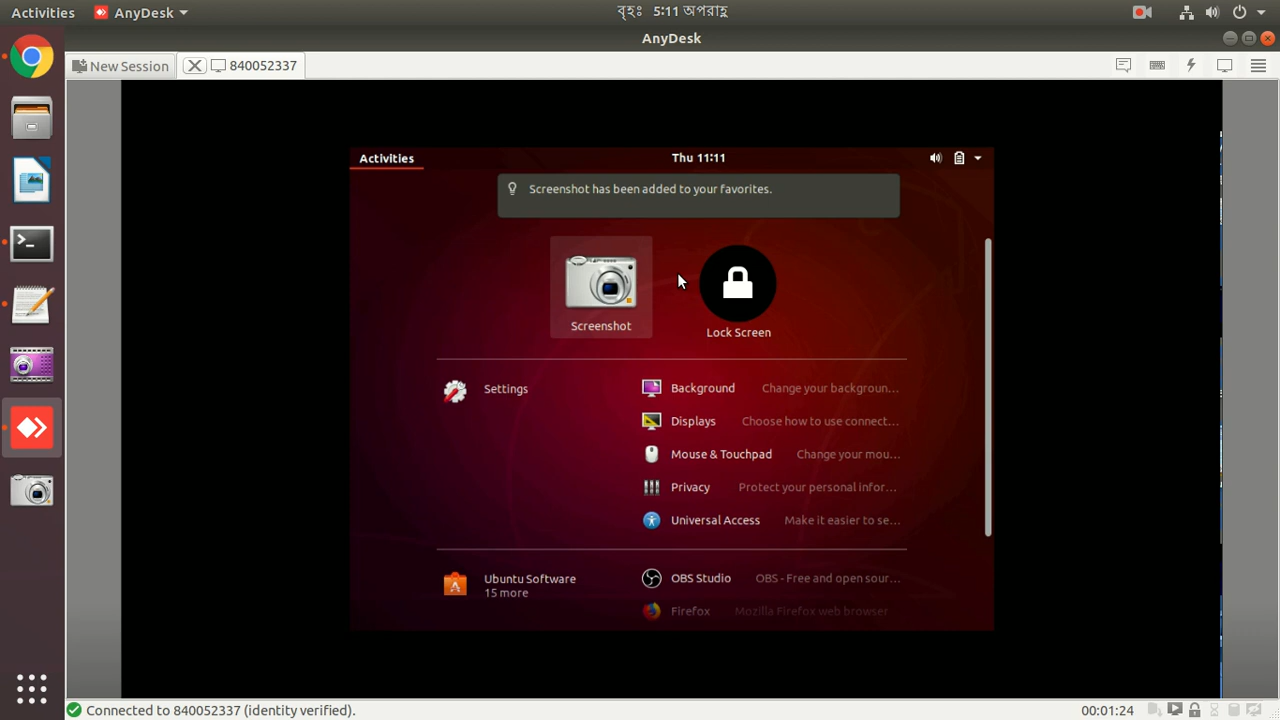 Activities AnyDesk বৃহঃ 5:11 অপরাহ্ণ
AnyDesk
New Session 840052337
Activities Thu 11:11
Screenshot has been added to your favorites.
Screenshot Lock Screen
Settings Background Change your backgroun...
Displays Choose how to use connect...
Mouse & Touchpad Change your mou...
Privacy Protect your personal infor...
Universal Access Make it easier to se...
Ubuntu Software OBS Studio OBS - Free and open sour...
15 more
Firefox Mozilla Firefox web browser
Connected to 840052337 (identity verified). 00:01:24